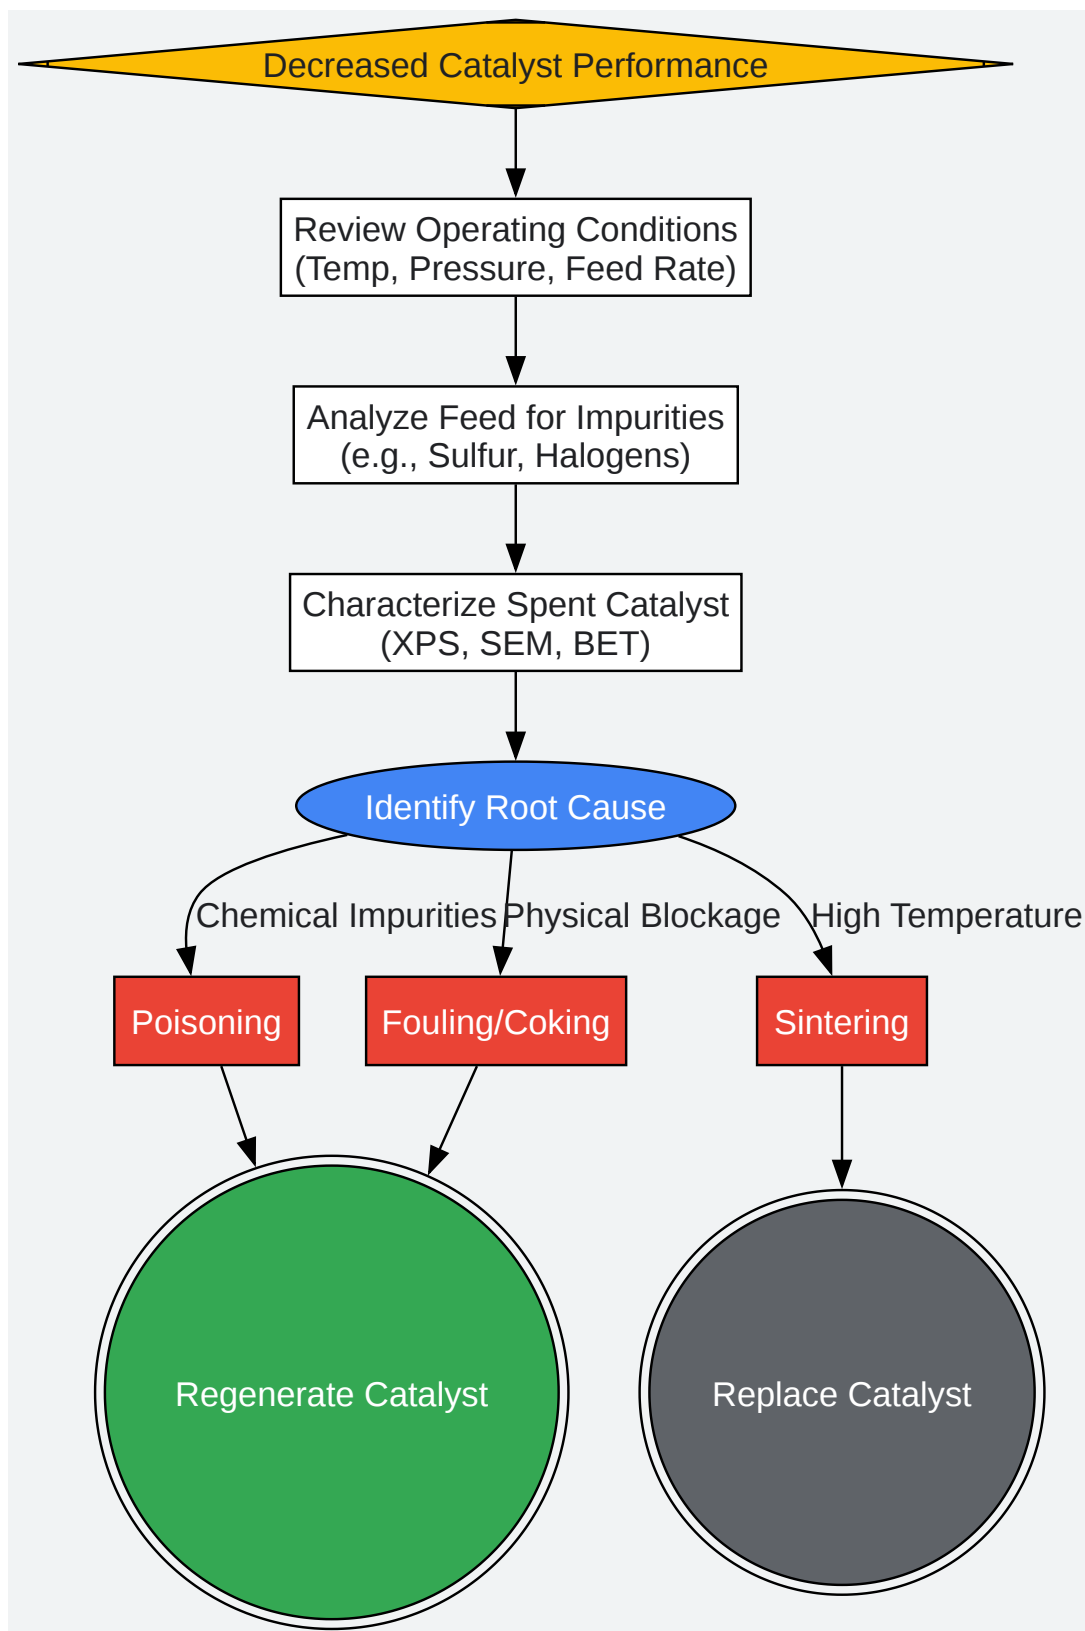 Decreased Catalyst Performance
Review Operating Conditions
(Temp, Pressure, Feed Rate)
Analyze Feed for Impurities
(e.g., Sulfur, Halogens)
Characterize Spent Catalyst
(XPS, SEM, BET)
Identify Root Cause
Chemical Impurities
Physical Blockage
High Temperature
Poisoning
Fouling/Coking
Sintering
Regenerate Catalyst
Replace Catalyst